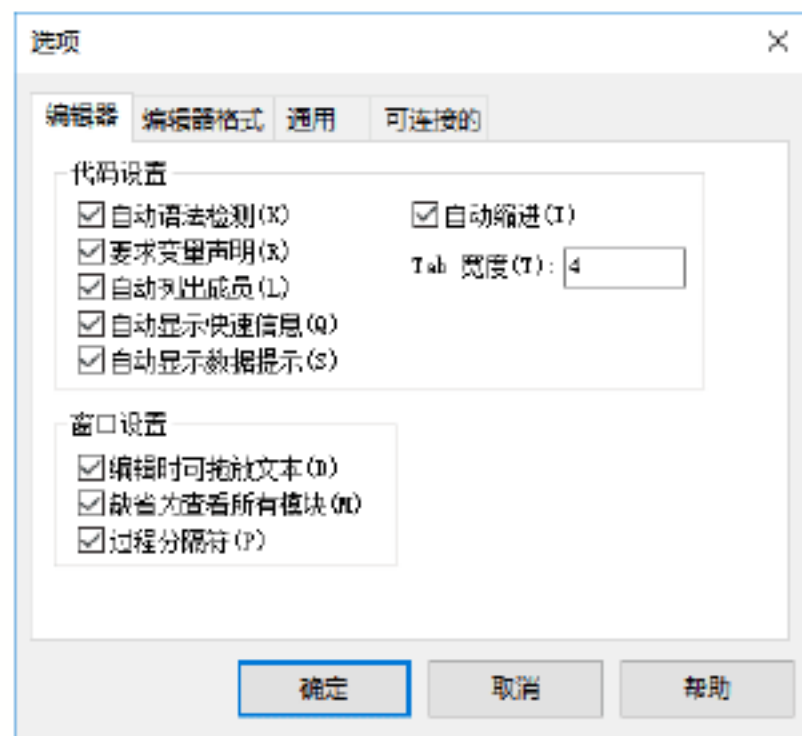 选项
编辑器 编辑器格式 通用 可连接的
代码设置
自动语法检测(K) 自动缩进(I)
要求变量声明(R) Tab 宽度(T): 4
自动列出成员(L)
自动显示快速信息(Q)
自动显示数据提示(S)
窗口设置
编辑时可拖放文本(D)
缺省为查看所有模块(M)
过程分隔符(P)
确定 取消 帮助